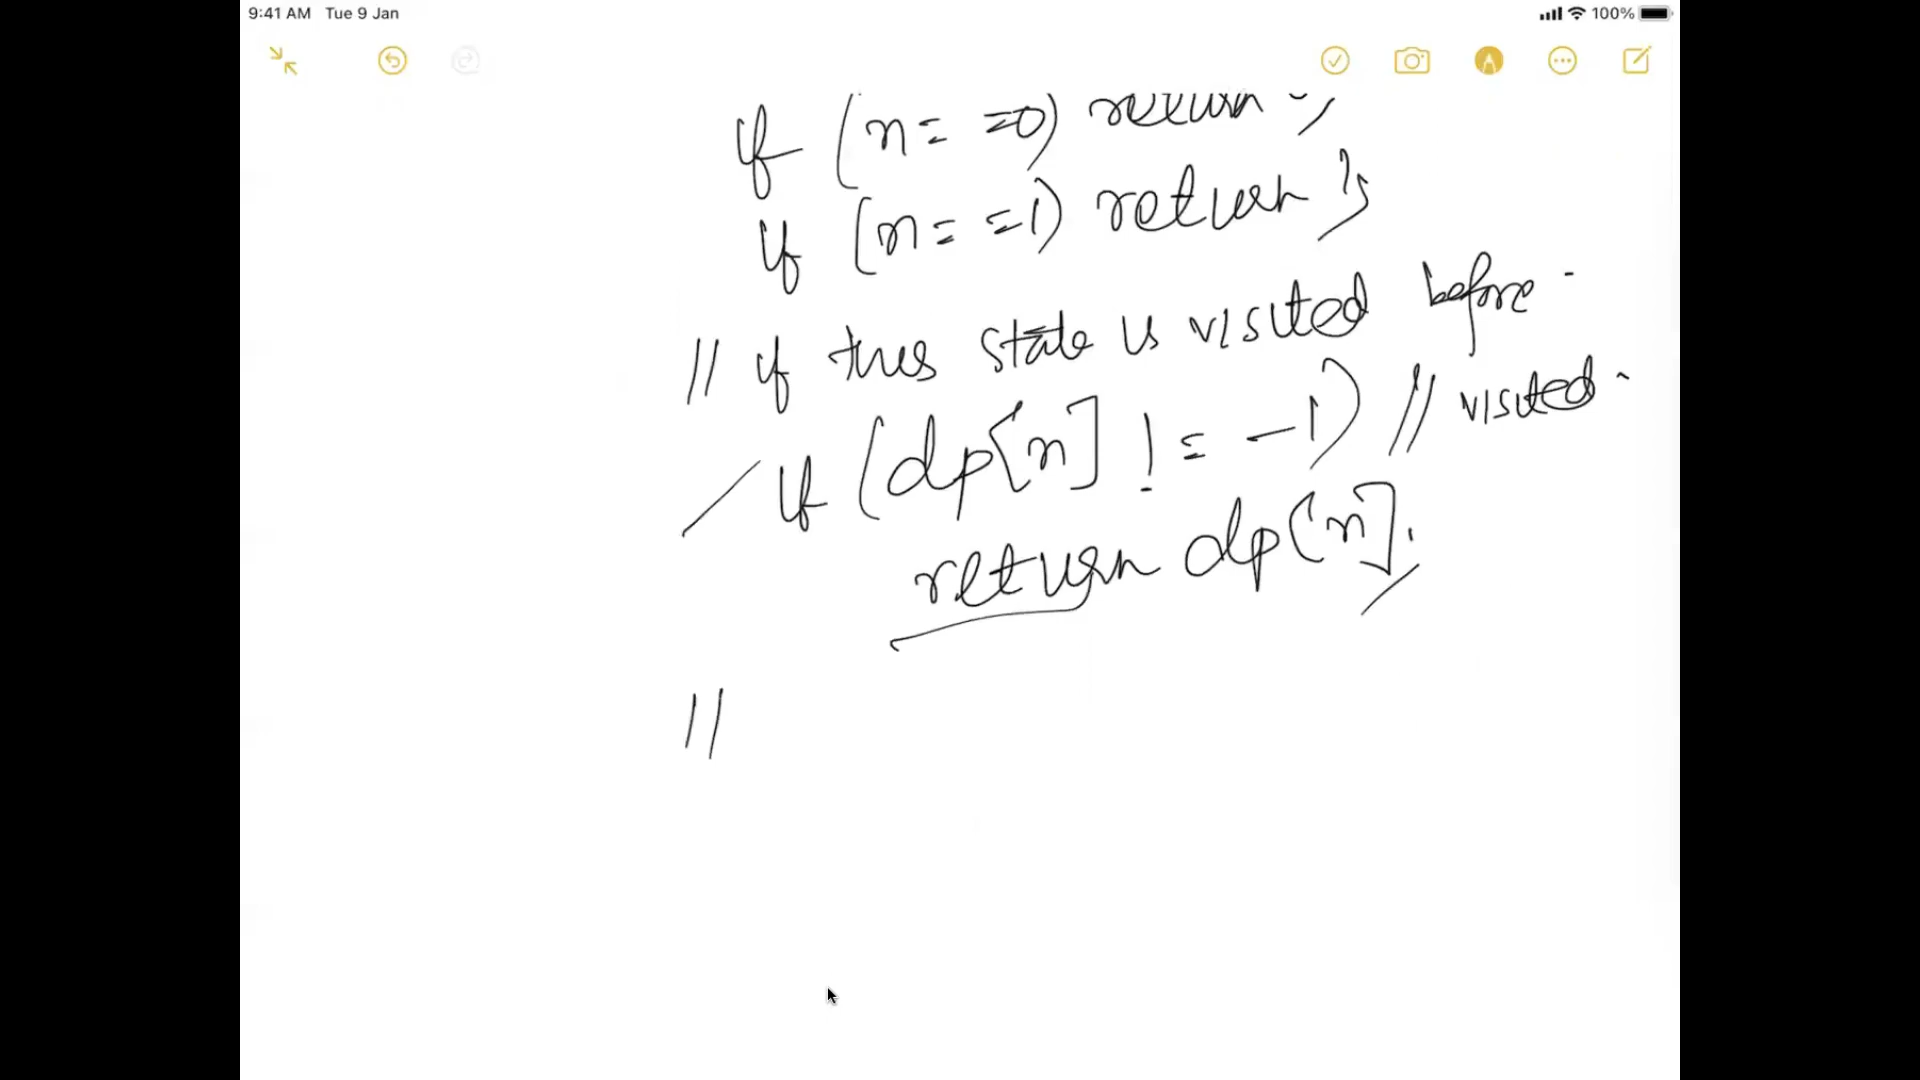 9:41 AM Tue 9 Jan 100%
if (n= =0) return ;
if (n= =1) return 1;
// if this state is visited before -
if (dp[n] != -1) // visited -
return dp[n];
//